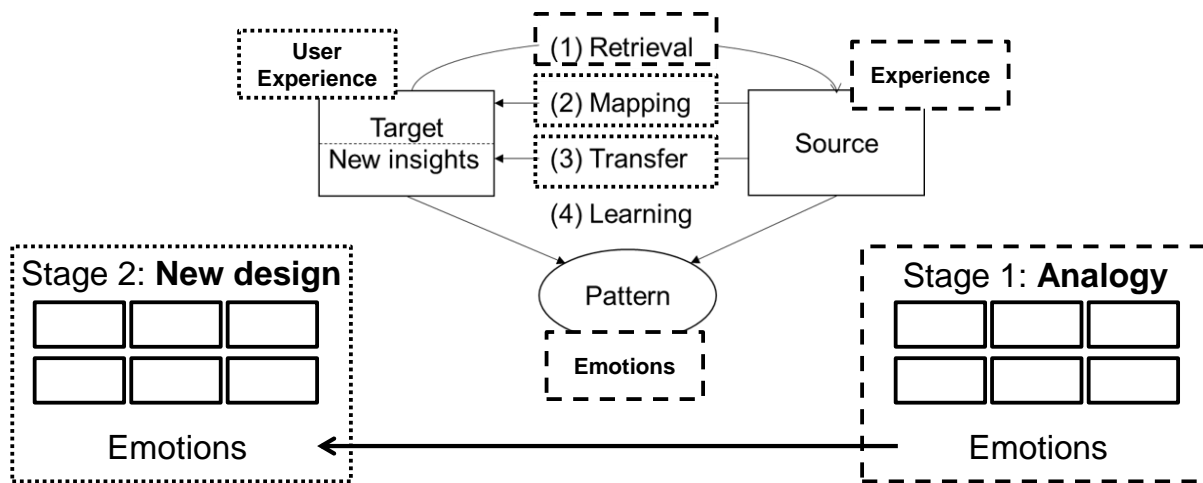 User
Experience
(1) Retrieval
Experience
(2) Mapping
Target
New insights
(3) Transfer
Source
(4) Learning
Pattern
Emotions
Stage 2: New design
Emotions
Stage 1: Analogy
Emotions